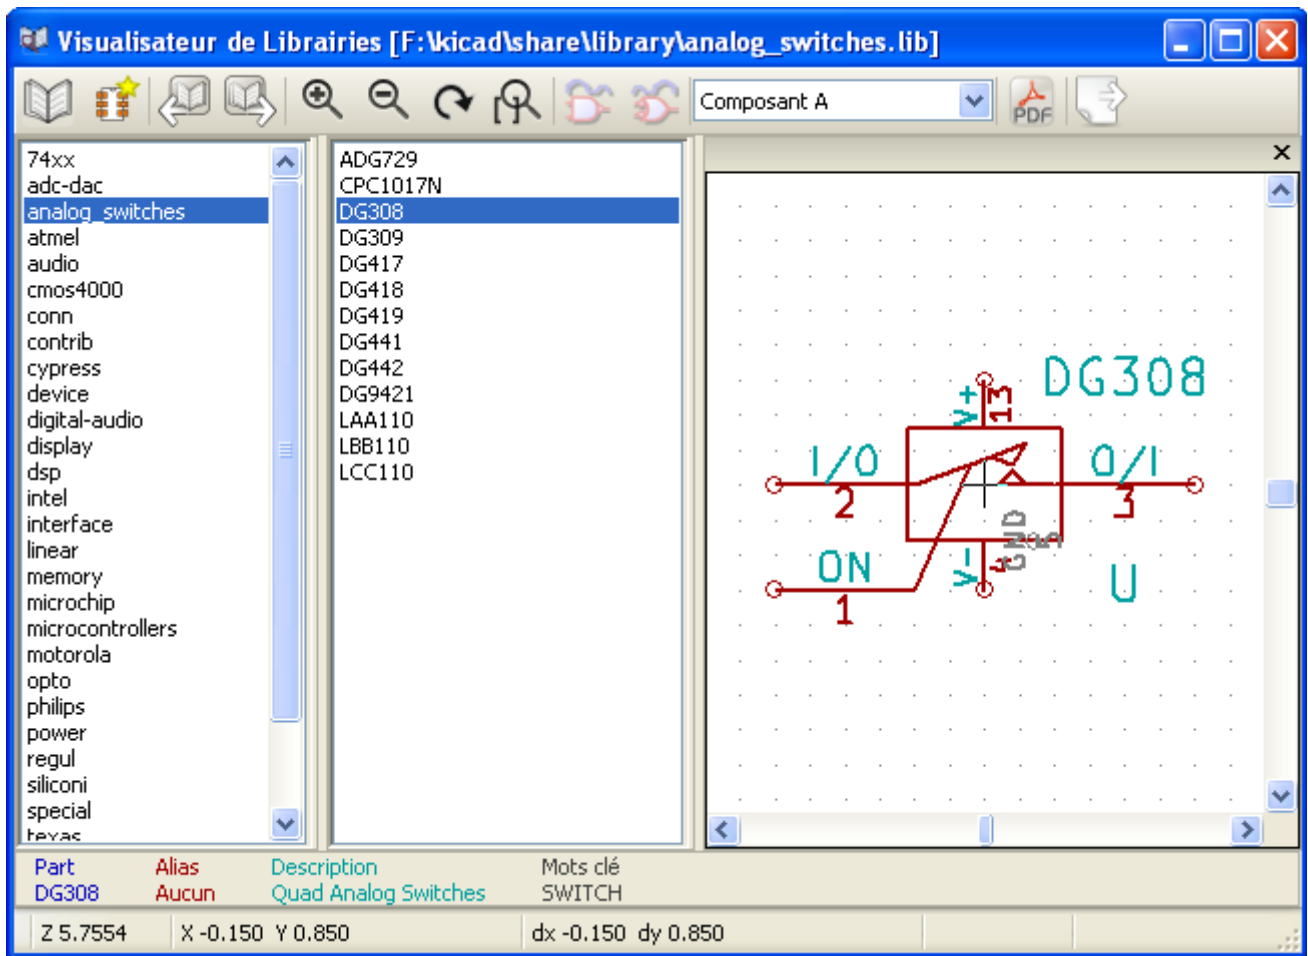 Visualisateur de Librairies [F:\kicad\share\library\analog_switches.lib]
Composant A
PDF
74xx
adc-dac
analog_switches
atmel
audio
cmos4000
conn
contrib
cypress
device
digital-audio
display
dsp
intel
interface
linear
memory
microchip
microcontrollers
motorola
opto
philips
power
regul
siliconi
special
texas
ADG729
CPC1017N
DG308
DG309
DG417
DG418
DG419
DG441
DG442
DG9421
LAA110
LBB110
LCC110
DG308
V+
13
I/O
2
O/I
3
GND
ON
1
V-
4
U
Part Alias Description Mots clé
DG308 Aucun Quad Analog Switches SWITCH
Z 5.7554 X -0.150 Y 0.850 dx -0.150 dy 0.850